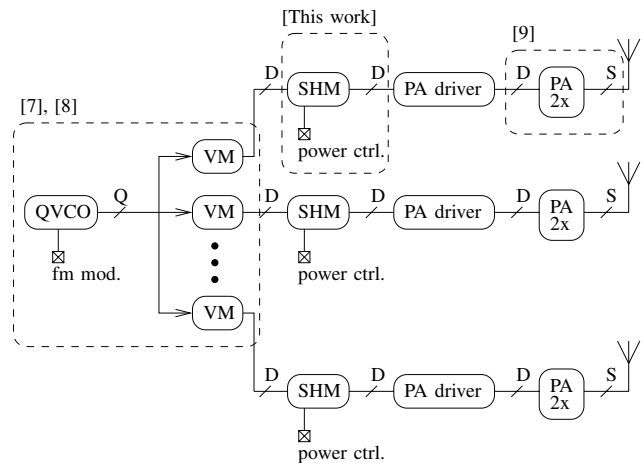 [This work]
[9]
D
SHM
D
PA driver
D
PA
2x
S
power ctrl.
[7], [8]
VM
QVCO
Q
VM
D
SHM
D
PA driver
D
PA
2x
S
fm mod.
power ctrl.
VM
D
SHM
D
PA driver
D
PA
2x
S
power ctrl.